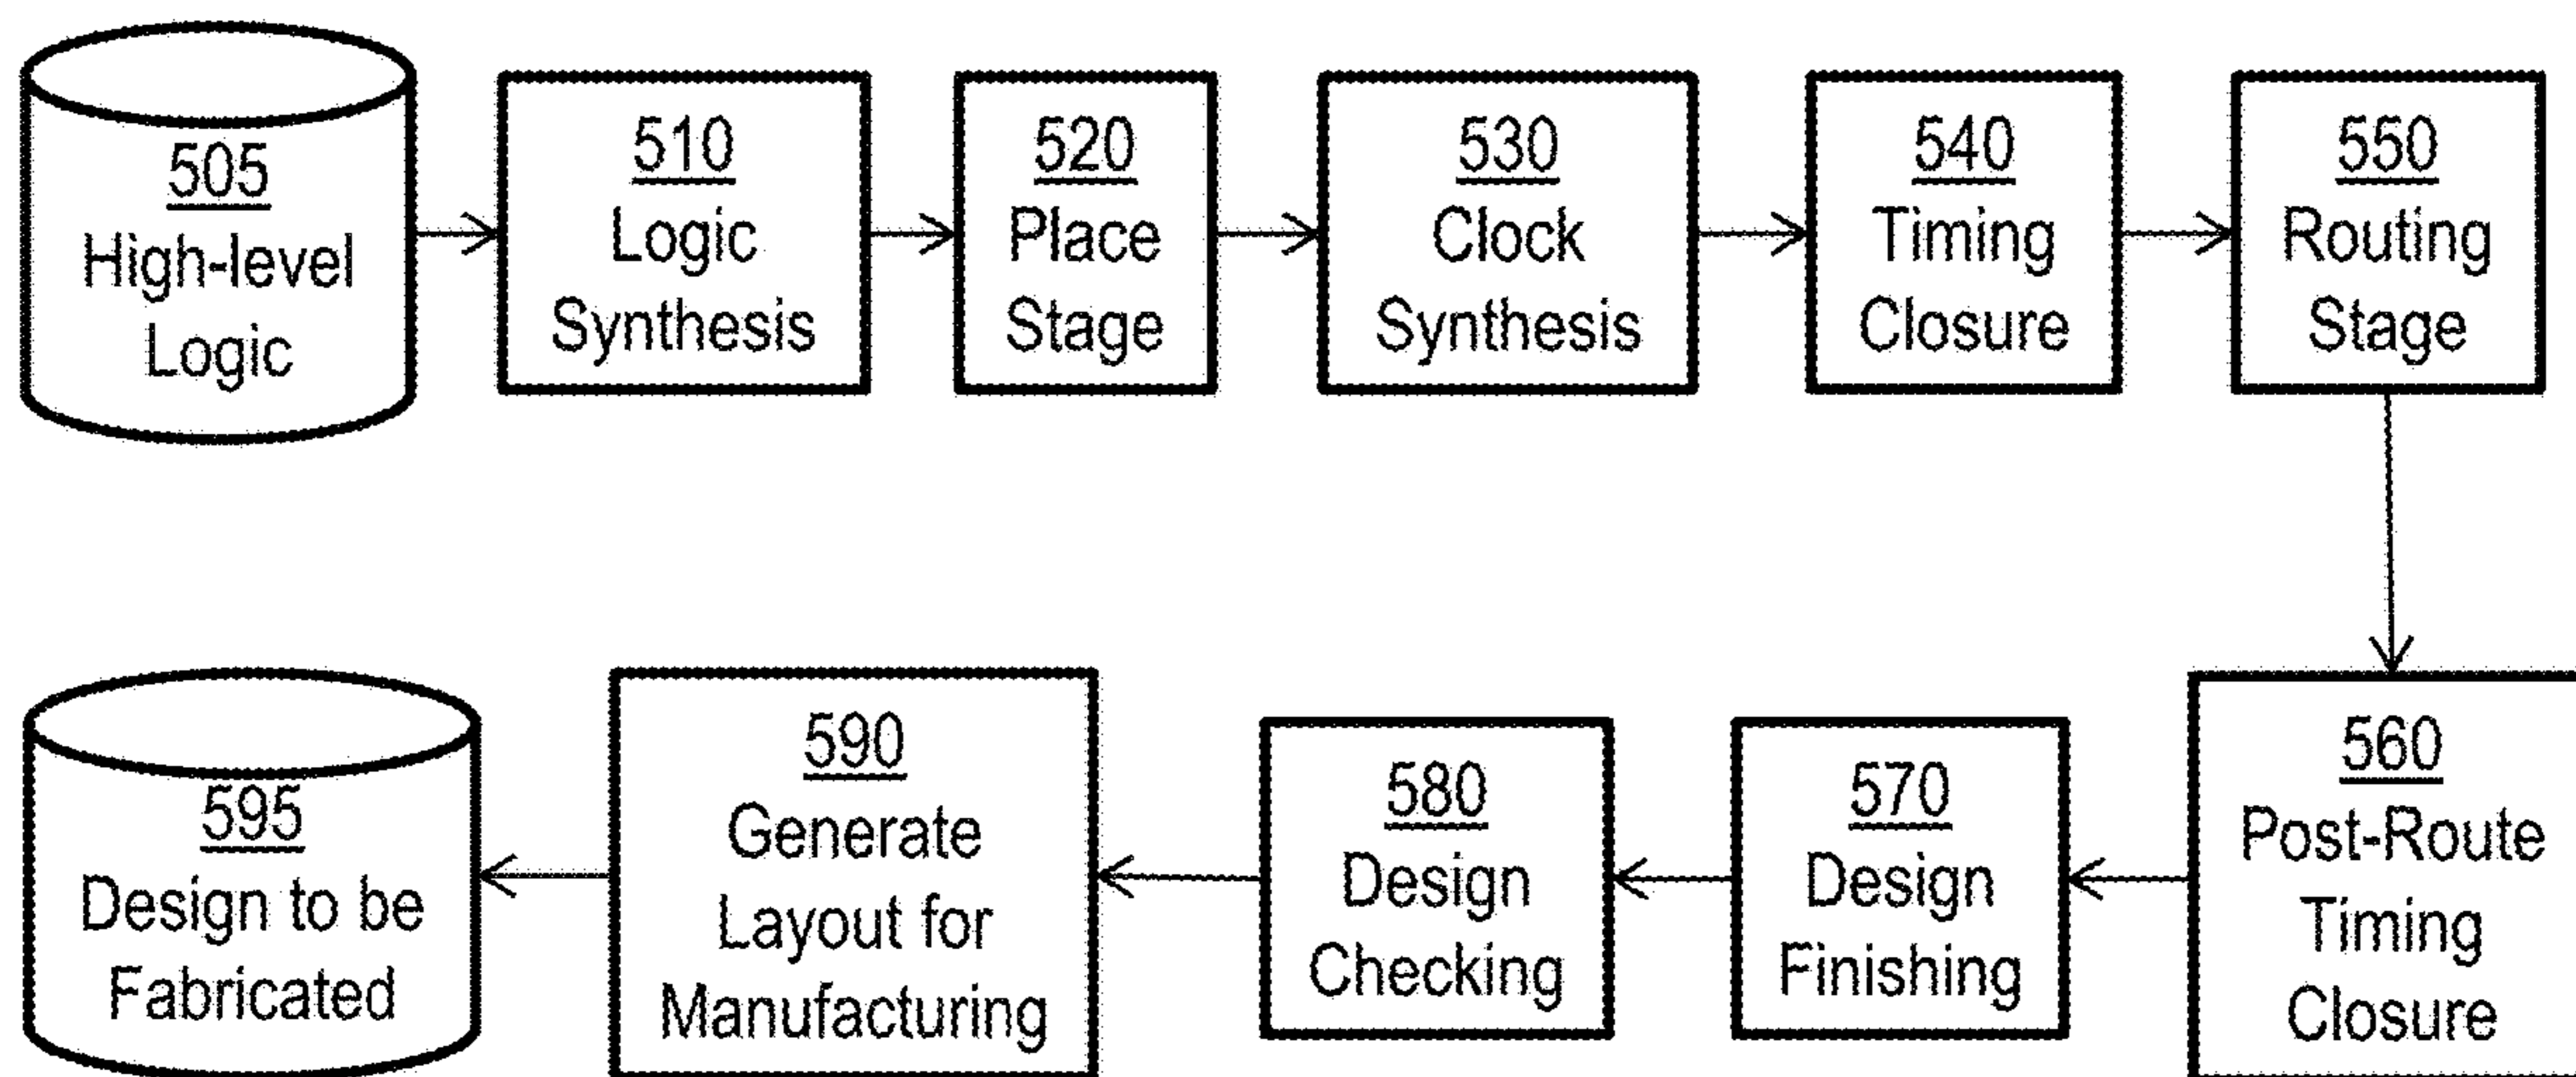 505
High-level
Logic
510
Logic
Synthesis
520
Place
Stage
530
Clock
Synthesis
540
Timing
Closure
550
Routing
Stage
560
Post-Route
Timing
Closure
570
Design
Finishing
580
Design
Checking
590
Generate
Layout for
Manufacturing
595
Design to be
Fabricated